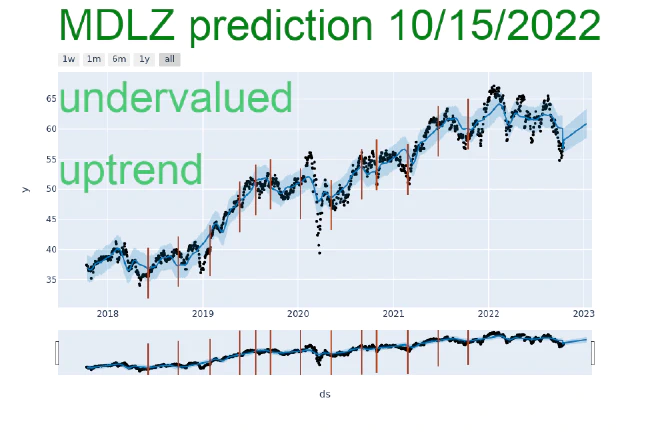 MDLZ prediction 10/15/2022
1w 1m 6m 1y all
undervalued
uptrend
65
60
55
50
45
40
35
y
2018 2019 2020 2021 2022 2023
ds